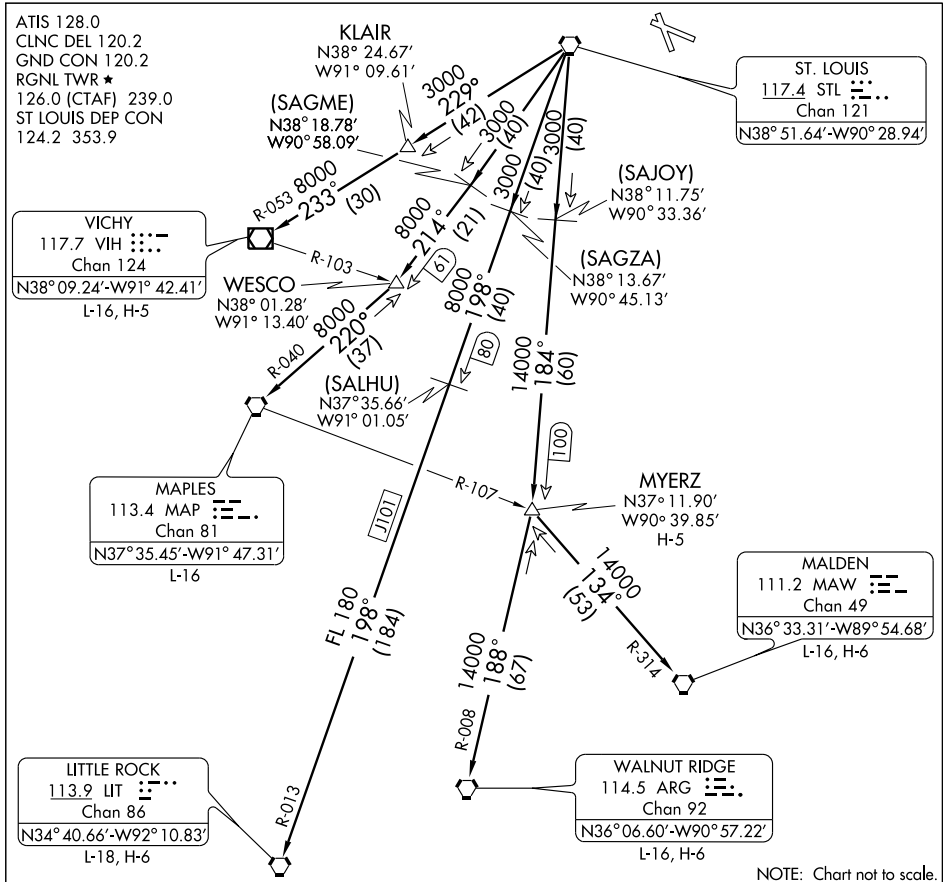 ATIS 128.0
CLNC DEL 120.2
GND CON 120.2
RGNL TWR ★
126.0 (CTAF) 239.0
ST LOUIS DEP CON
124.2 353.9
KLAIR
N38° 24.67'
W91° 09.61'
(SAGME)
N38° 18.78'
W90° 58.09'
ST. LOUIS
117.4 STL
Chan 121
N38° 51.64'-W90° 28.94'
3000
229°
(42)
3000
(40)
3000
(40)
3000
(40)
(SAJOY)
N38° 11.75'
W90° 33.36'
(SAGZA)
N38° 13.67'
W90° 45.13'
R-053
8000
233°
(30)
VICHY
117.7 VIH
Chan 124
N38° 09.24'-W91° 42.41'
L-16, H-5
R-103
8000
214°
(21)
61
WESCO
N38° 01.28'
W91° 13.40'
8000
198°
(40)
80
14000
184°
(60)
100
R-040
8000
220°
(37)
(SALHU)
N37° 35.66'
W91° 01.05'
MAPLES
113.4 MAP
Chan 81
N37° 35.45'-W91° 47.31'
L-16
R-107
J101
MYERZ
N37° 11.90'
W90° 39.85'
H-5
14000
134°
(53)
R-314
MALDEN
111.2 MAW
Chan 49
N36° 33.31'-W89° 54.68'
L-16, H-6
FL 180
198°
(184)
R-013
14000
188°
(67)
R-008
LITTLE ROCK
113.9 LIT
Chan 86
N34° 40.66'-W92° 10.83'
L-18, H-6
WALNUT RIDGE
114.5 ARG
Chan 92
N36° 06.60'-W90° 57.22'
L-16, H-6
NOTE: Chart not to scale.